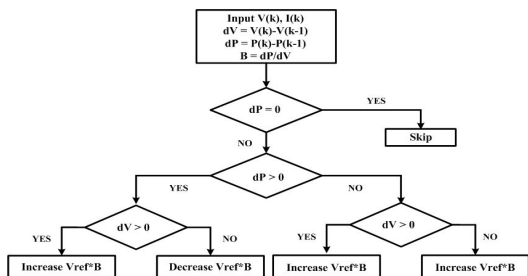 Input V(k), I(k)
dV = V(k)-V(k-1)
dP = P(k)-P(k-1)
B = dP/dV
dP = 0
YES
Skip
NO
dP > 0
YES
NO
dV > 0
dV > 0
YES
NO
YES
NO
Increase Vref*B
Decrease Vref*B
Increase Vref*B
Increase Vref*B